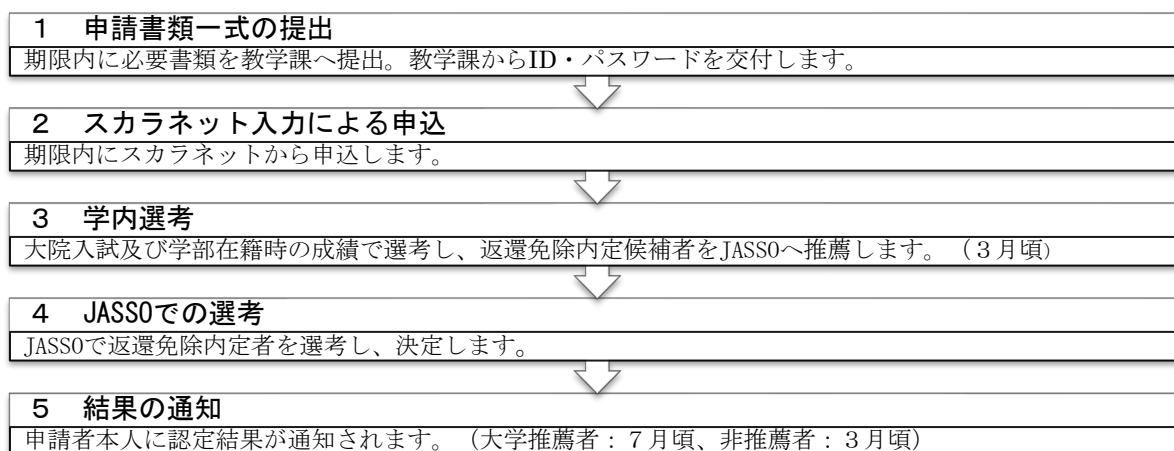 １　申請書類一式の提出
期限内に必要書類を教学課へ提出。教学課からID・パスワードを交付します。
２　スカラネット入力による申込
期限内にスカラネットから申込します。
３　学内選考
大院入試及び学部在籍時の成績で選考し、返還免除内定候補者をJASSOへ推薦します。（３月頃）
４　JASSOでの選考
JASSOで返還免除内定者を選考し、決定します。
５　結果の通知
申請者本人に認定結果が通知されます。（大学推薦者：７月頃、非推薦者：３月頃）